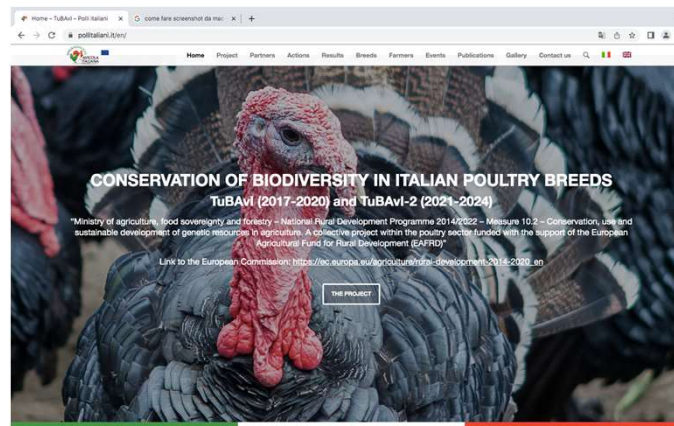 Home – TuBAvI – Polli Italiani
come fare screenshot da mac
pollitaliani.it/en/
Home Project Partners Actions Results Breeds Farmers Events Publications Gallery Contact us
CONSERVATION OF BIODIVERSITY IN ITALIAN POULTRY BREEDS
TuBAvI (2017-2020) and TuBAvI-2 (2021-2024)
"Ministry of agriculture, food sovereignty and forestry – National Rural Development Programme 2014/2022 – Measure 10.2 – Conservation, use and
sustainable development of genetic resources in agriculture. A collective project within the poultry sector funded with the support of the European
Agricultural Fund for Rural Development (EAFRD)"
Link to the European Commission: https://ec.europa.eu/agriculture/rural-development-2014-2020_en
THE PROJECT